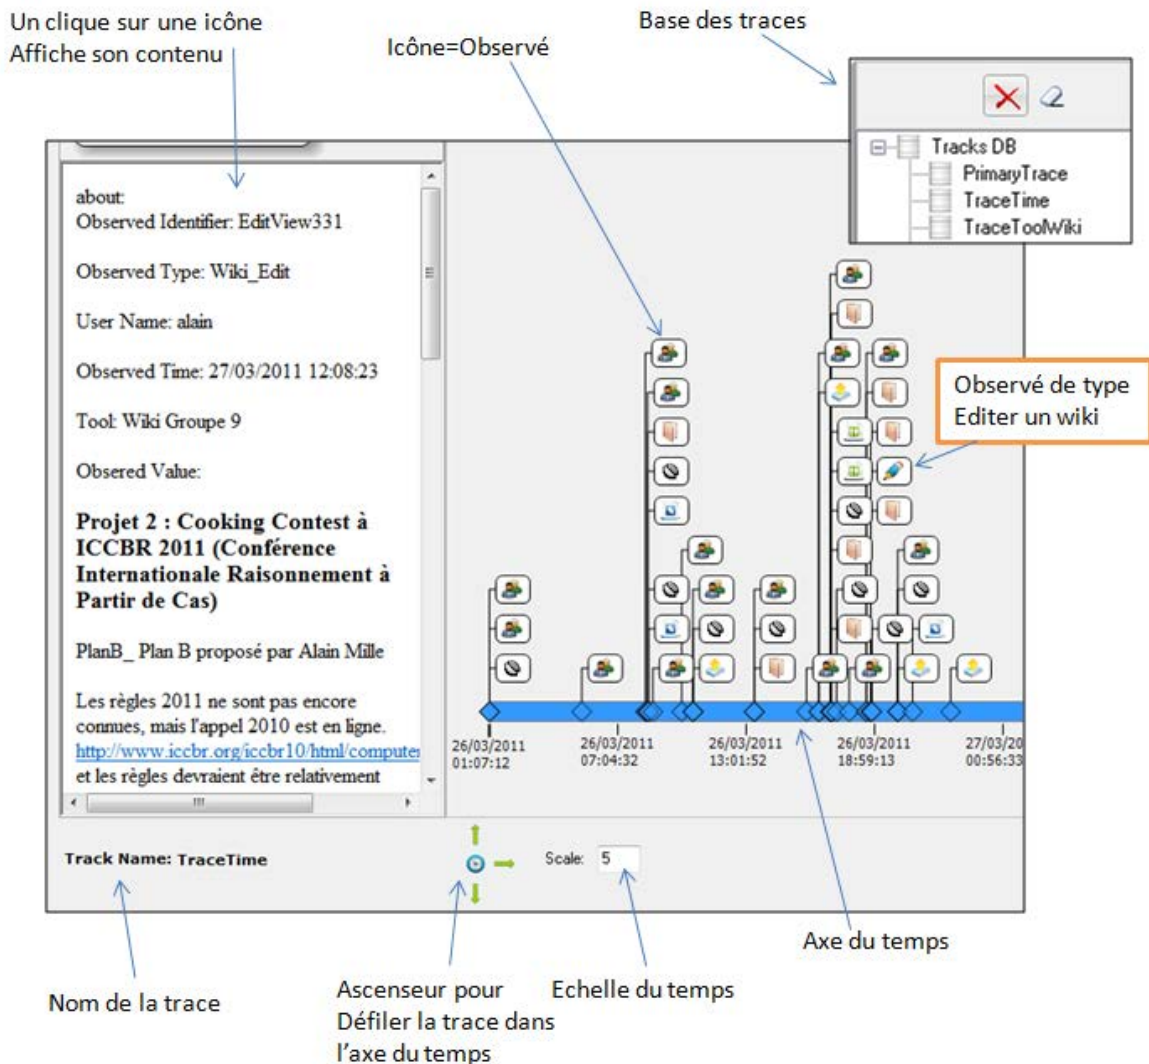 Un clique sur une icône
Affiche son contenu
Icône=Observé
Base des traces
Tracks DB
PrimaryTrace
TraceTime
TraceToolWiki
about:
Observed Identifier: EditView331
Observed Type: Wiki_Edit
User Name: alain
Observed Time: 27/03/2011 12:08:23
Tool: Wiki Groupe 9
Obsered Value:
Projet 2 : Cooking Contest à
ICCBR 2011 (Conférence
Internationale Raisonnement à
Partir de Cas)
PlanB_ Plan B proposé par Alain Mille
Les règles 2011 ne sont pas encore
connues, mais l'appel 2010 est en ligne.
http://www.iccbr.org/iccbr10/html/computer
et les règles devraient être relativement
Observé de type
Editer un wiki
26/03/2011
01:07:12
26/03/2011
07:04:32
26/03/2011
13:01:52
26/03/2011
18:59:13
27/03/20
00:56:33
Track Name: TraceTime
Scale: 5
Axe du temps
Nom de la trace
Ascenseur pour
Défiler la trace dans
l'axe du temps
Echelle du temps